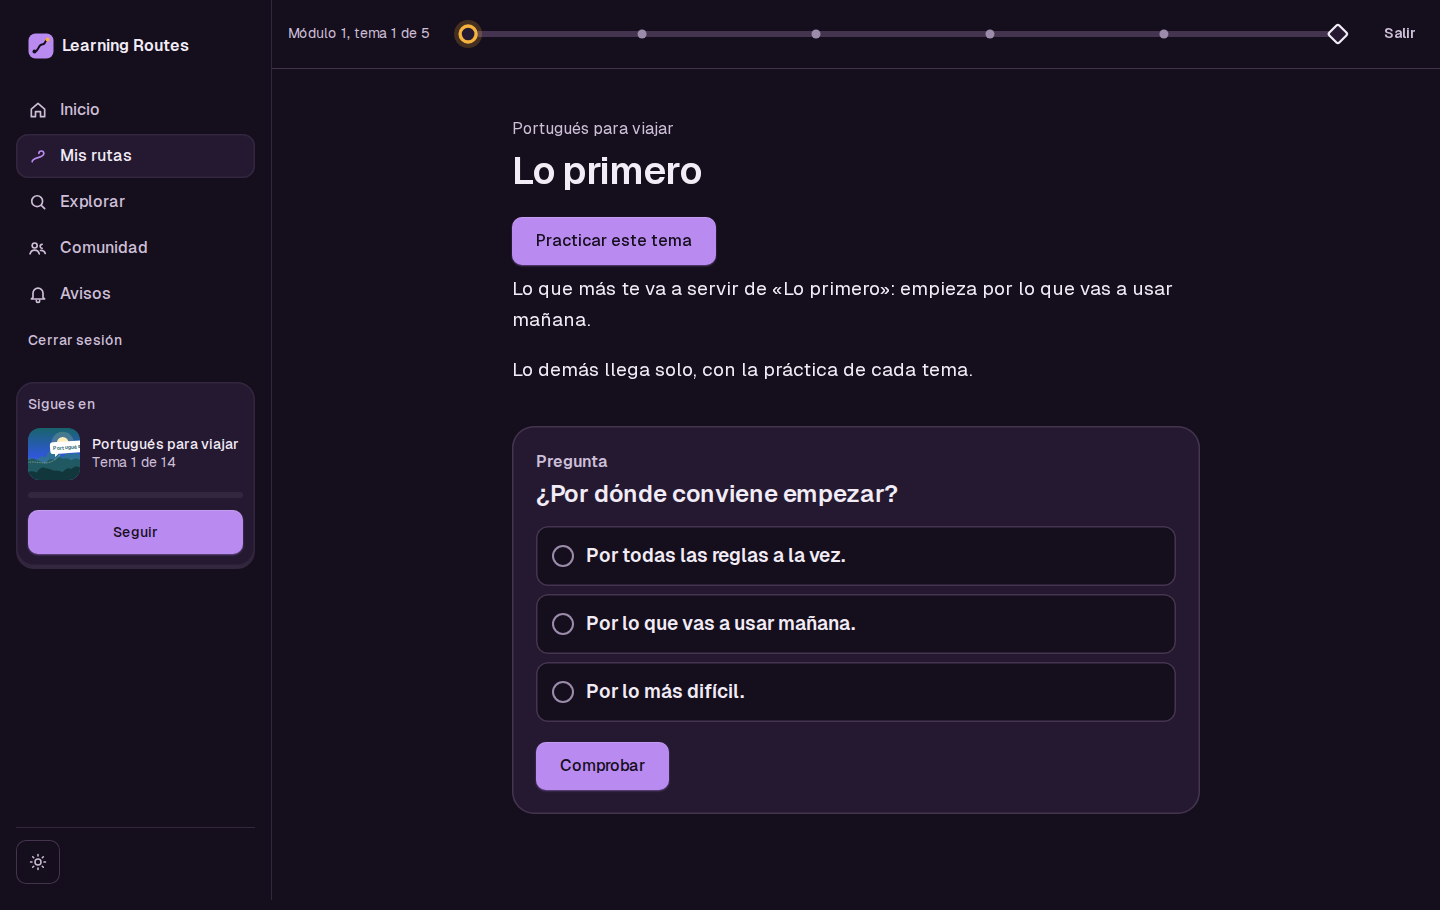 Learning Routes
Inicio
Mis rutas
Explorar
Comunidad
Avisos
Cerrar sesión
Sigues en
Portugués para viajar
Tema 1 de 14
Seguir
Módulo 1, tema 1 de 5
Salir
Portugués para viajar
Lo primero
Practicar este tema
Lo que más te va a servir de «Lo primero»: empieza por lo que vas a usar
mañana.
Lo demás llega solo, con la práctica de cada tema.
Pregunta
¿Por dónde conviene empezar?
Por todas las reglas a la vez.
Por lo que vas a usar mañana.
Por lo más difícil.
Comprobar